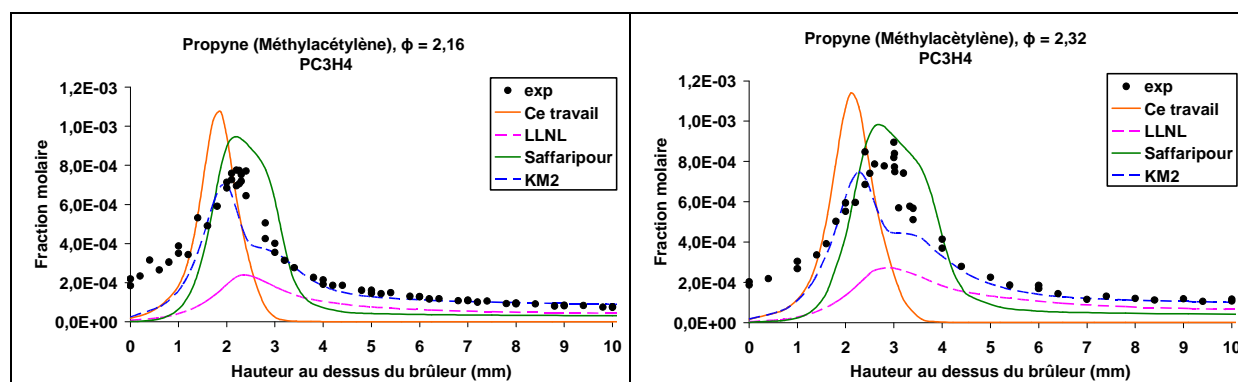 Propyne (Méthylacétylène), ϕ = 2,16
PC3H4
1,2E-03
1,0E-03
8,0E-04
6,0E-04
4,0E-04
2,0E-04
0,0E+00
Fraction molaire
exp
Ce travail
LLNL
Saffaripour
KM2
0 1 2 3 4 5 6 7 8 9 10
Hauteur au dessus du brûleur (mm)
Propyne (Méthylacètylène), ϕ = 2,32
PC3H4
1,2E-03
1,0E-03
8,0E-04
6,0E-04
4,0E-04
2,0E-04
0,0E+00
Fraction molaire
exp
Ce travail
LLNL
Saffaripour
KM2
0 1 2 3 4 5 6 7 8 9 10
Hauteur au dessus du brûleur (mm)